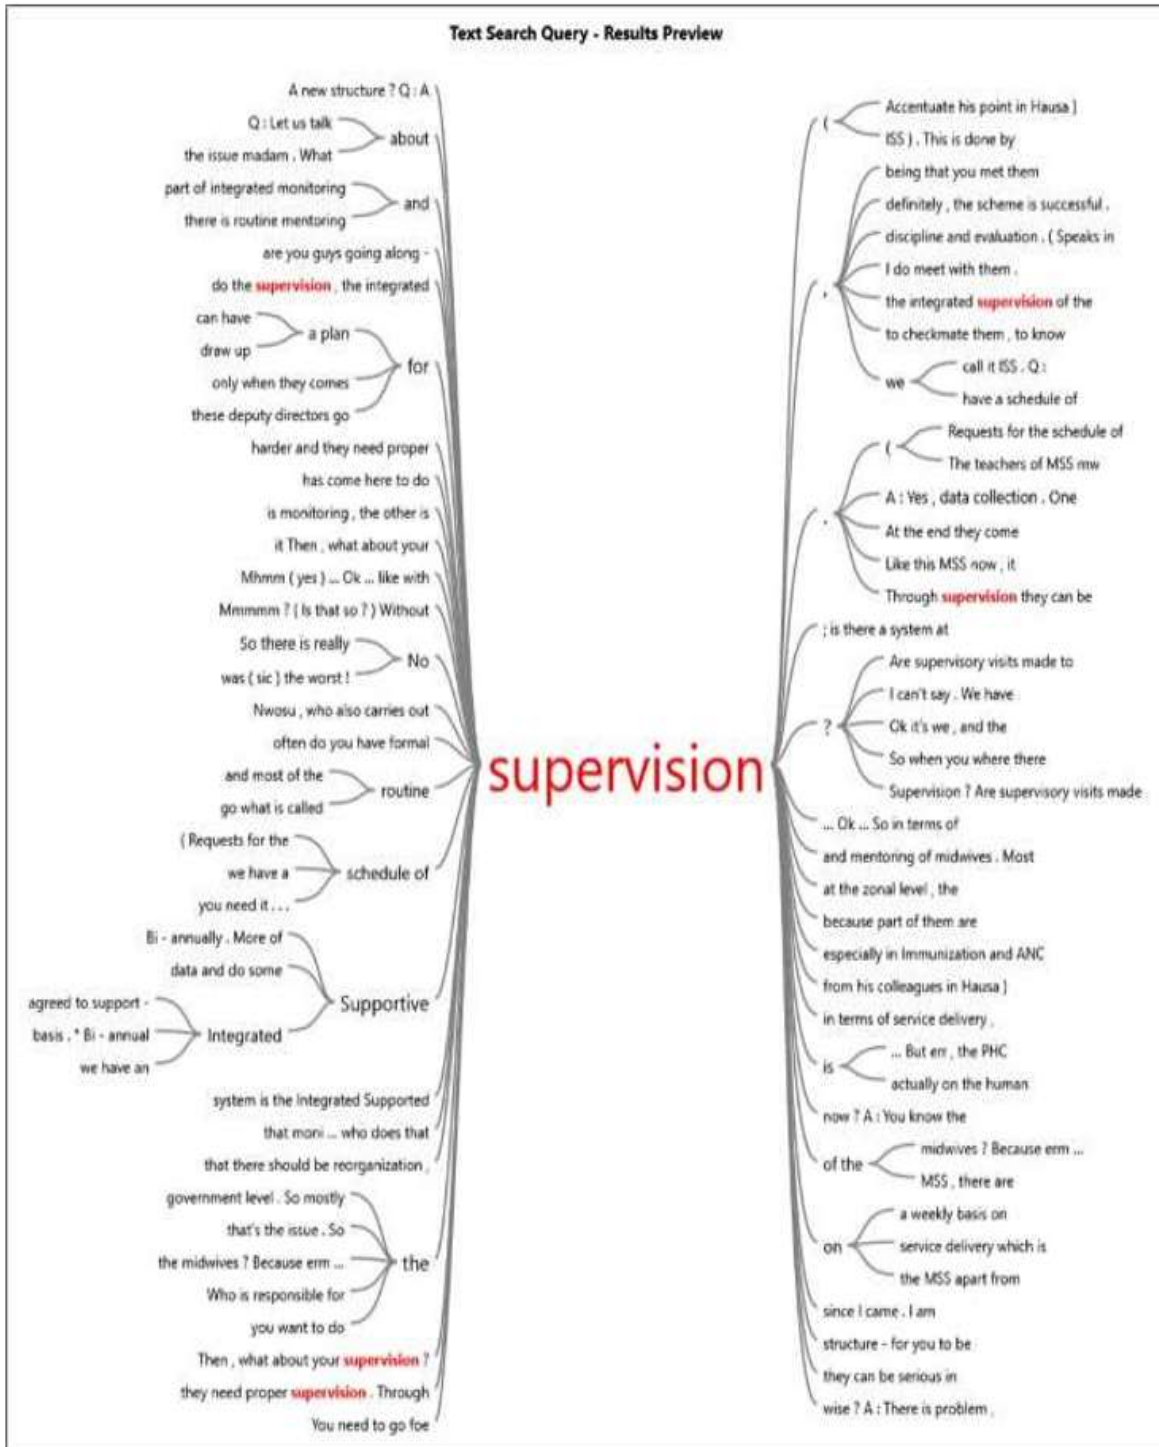 Text Search Query - Results Preview
A new structure ? Q : A
Q : Let us talk
about
the issue madam . What
part of integrated monitoring
and
there is routine mentoring
are you guys going along -
do the supervision , the integrated
can have
a plan
draw up
for
only when they comes
these deputy directors go
harder and they need proper
has come here to do
is monitoring , the other is
it Then , what about your
Mhmm ( yes ) ... Ok ... like with
Mmmmm ? ( Is that so ? ) Without
So there is really
No
was ( sic ) the worst !
Nwosu , who also carries out
often do you have formal
and most of the
routine
go what is called
( Requests for the
we have a
schedule of
you need it . . .
Bi - annually . More of
data and do some
Supportive
agreed to support -
basis . * Bi - annual
Integrated
we have an
system is the Integrated Supported
that moni ... who does that
that there should be reorganization ,
government level . So mostly
that's the issue . So
the midwives ? Because erm ...
the
Who is responsible for
you want to do
Then , what about your supervision ?
they need proper supervision . Through
You need to go foe
supervision
(
Accentuate his point in Hausa ]
ISS ) . This is done by
,
being that you met them
definitely , the scheme is successful .
discipline and evaluation . ( Speaks in
I do meet with them .
the integrated supervision of the
to checkmate them , to know
we
call it ISS . Q :
have a schedule of
.
(
Requests for the schedule of
The teachers of MSS mw
A : Yes , data collection . One
At the end they come
Like this MSS now , it
Through supervision they can be
; is there a system at
?
Are supervisory visits made to
I can't say . We have
Ok it's we , and the
So when you where there
Supervision ? Are supervisory visits made
... Ok ... So in terms of
and mentoring of midwives . Most
at the zonal level , the
because part of them are
especially in Immunization and ANC
from his colleagues in Hausa ]
in terms of service delivery ,
is
... But err , the PHC
actually on the human
now ? A : You know the
of the
midwives ? Because erm ...
MSS , there are
on
a weekly basis on
service delivery which is
the MSS apart from
since I came . I am
structure - for you to be
they can be serious in
wise ? A : There is problem ,